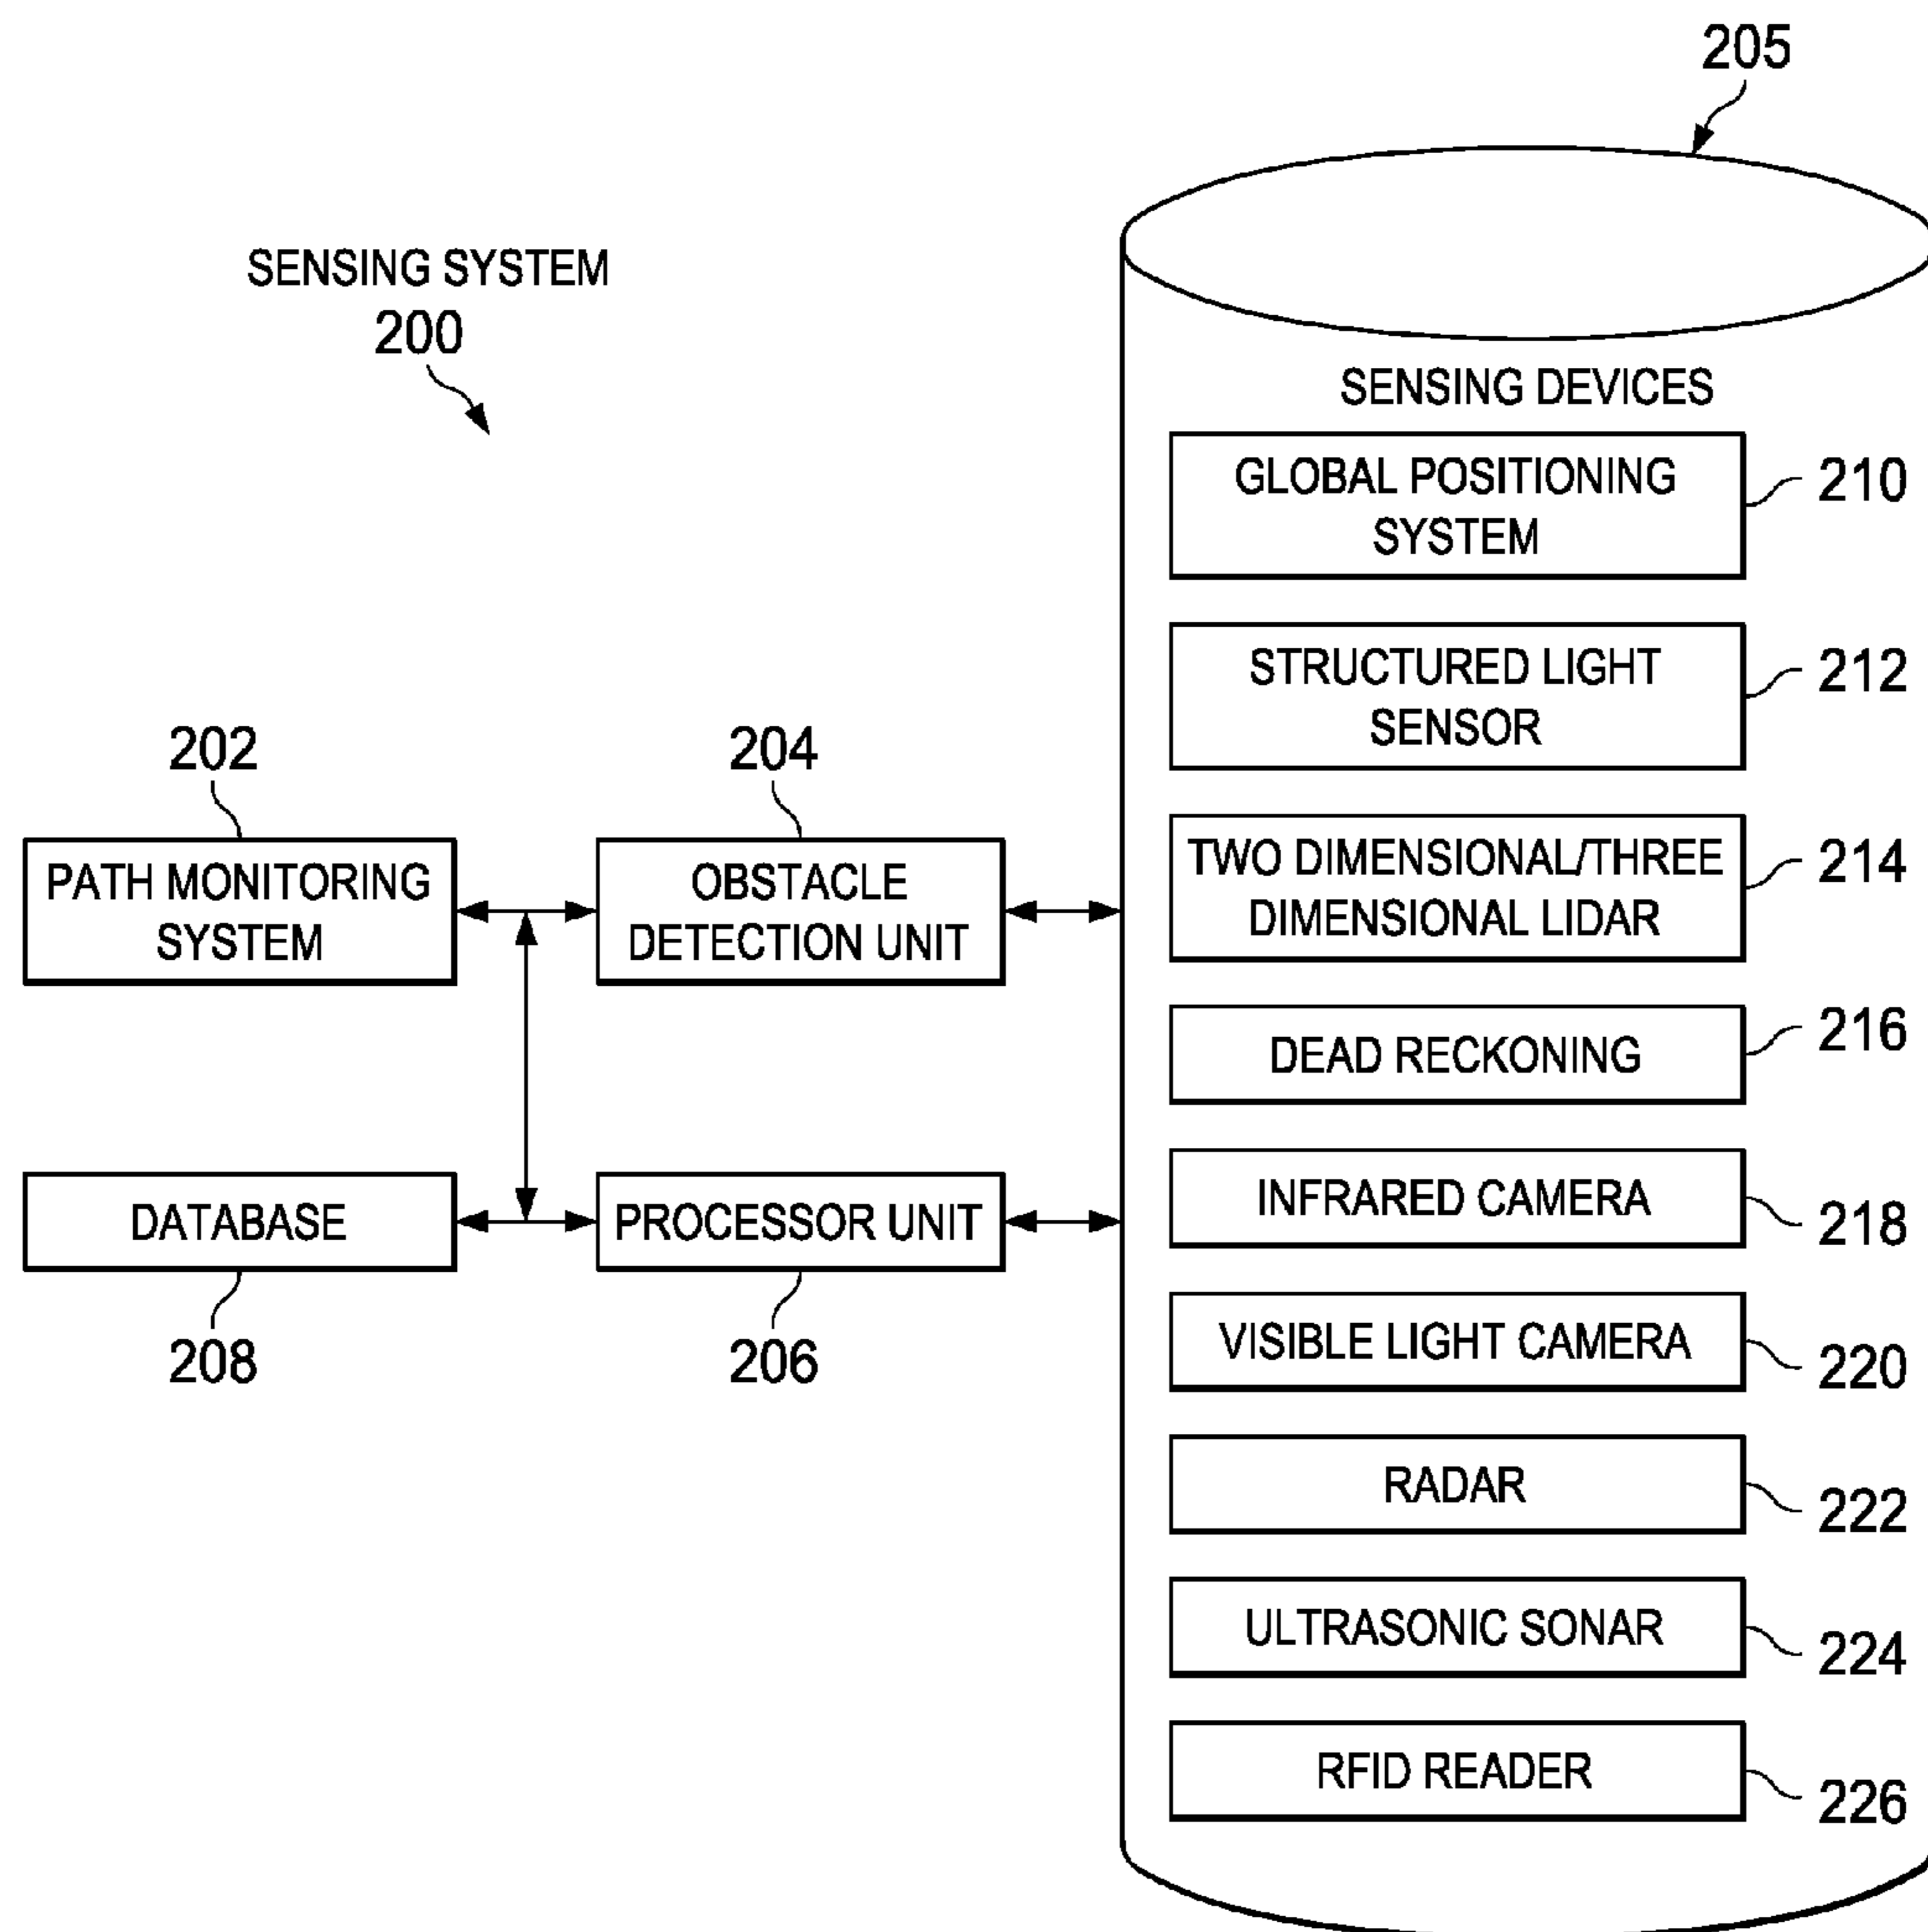 205
SENSING SYSTEM
200
SENSING DEVICES
GLOBAL POSITIONING
SYSTEM
210
STRUCTURED LIGHT
SENSOR
212
202
204
PATH MONITORING
SYSTEM
OBSTACLE
DETECTION UNIT
TWO DIMENSIONAL/THREE
DIMENSIONAL LIDAR
214
DEAD RECKONING
216
DATABASE
PROCESSOR UNIT
208
206
INFRARED CAMERA
218
VISIBLE LIGHT CAMERA
220
RADAR
222
ULTRASONIC SONAR
224
RFID READER
226